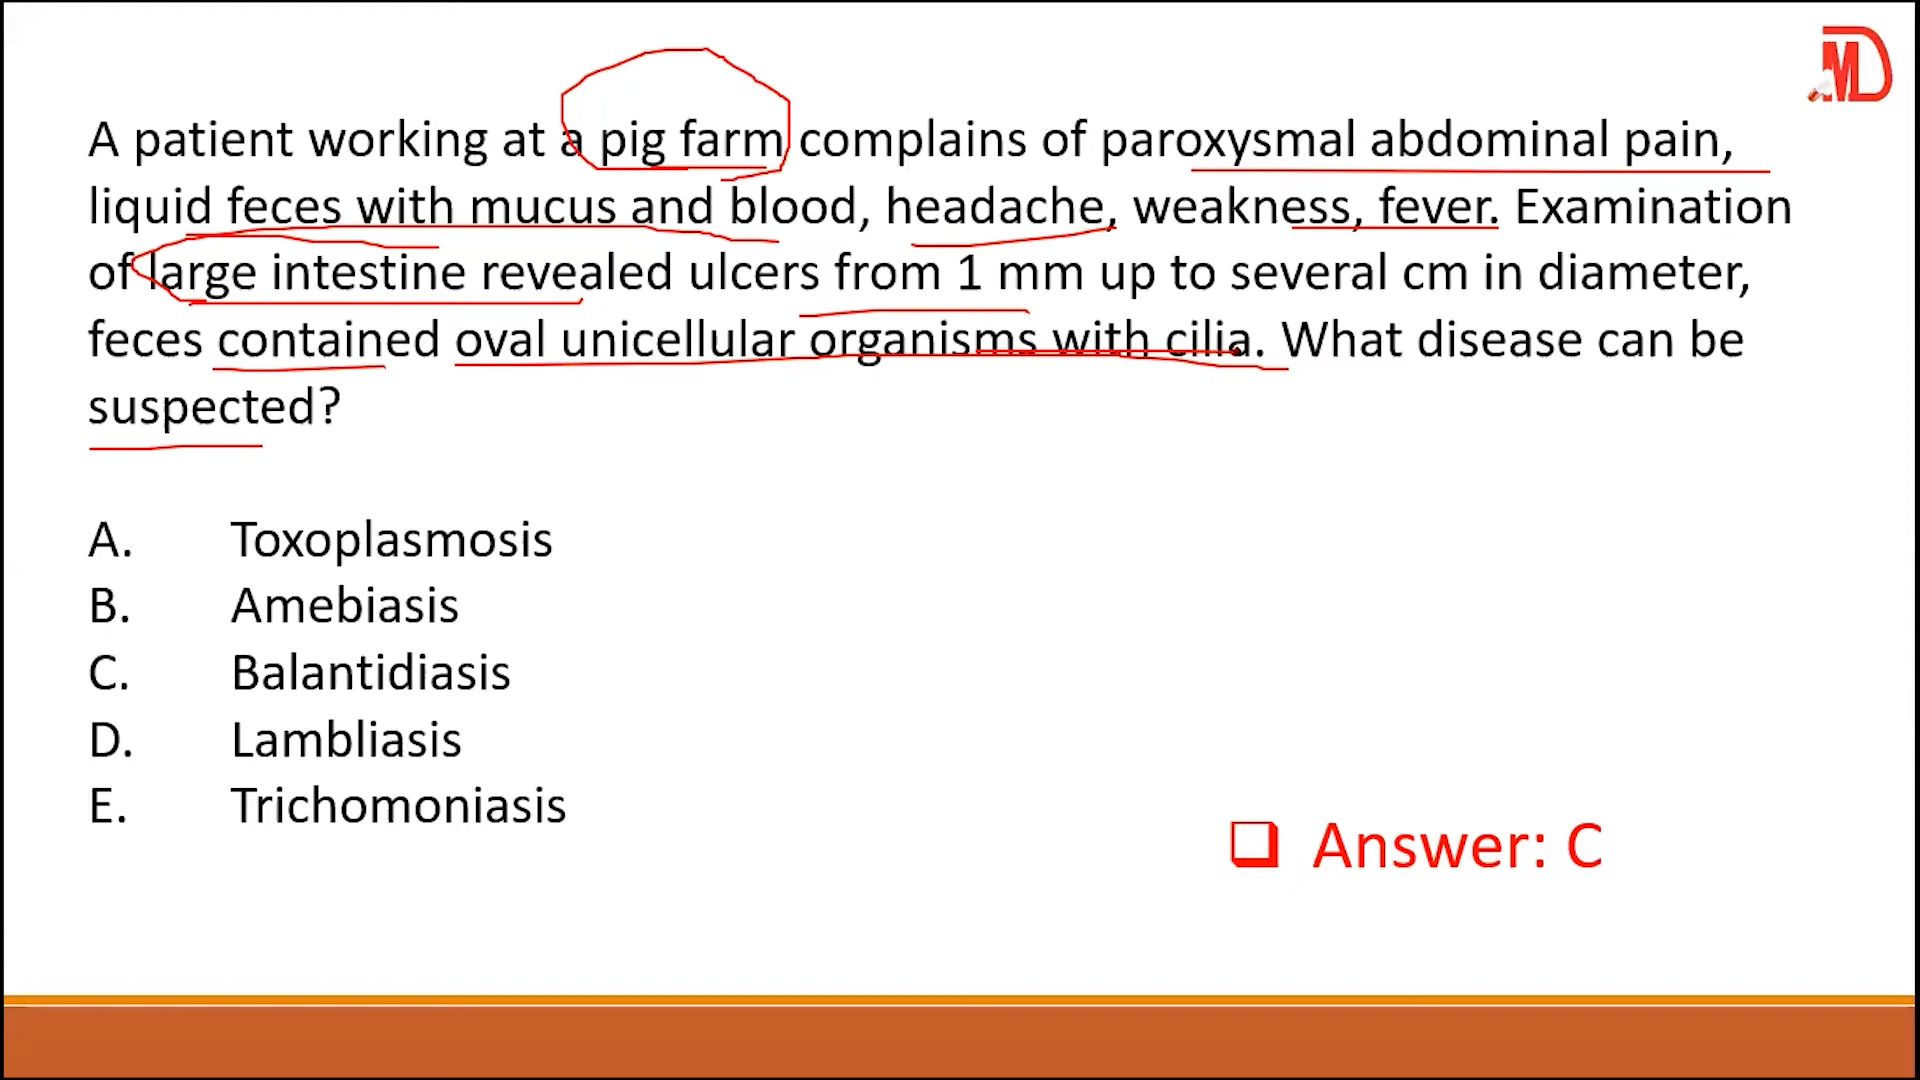 MD
A patient working at a pig farm complains of paroxysmal abdominal pain,
liquid feces with mucus and blood, headache, weakness, fever. Examination
of large intestine revealed ulcers from 1 mm up to several cm in diameter,
feces contained oval unicellular organisms with cilia. What disease can be
suspected?
A. Toxoplasmosis
B. Amebiasis
C. Balantidiasis
D. Lambliasis
E. Trichomoniasis
Answer: C